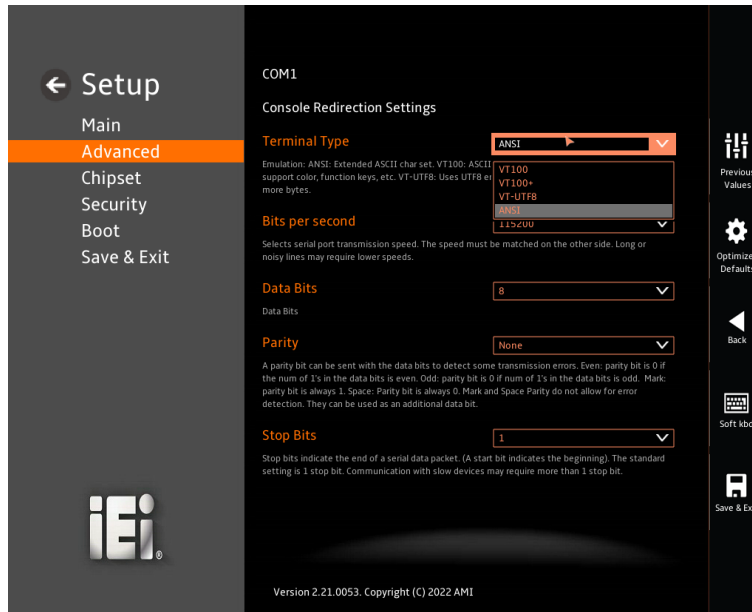 Setup
Main
Advanced
Chipset
Security
Boot
Save & Exit
iEi
®
COM1
Console Redirection Settings
Terminal Type
ANSI
Emulation: ANSI: Extended ASCII char set. VT100: ASCII
support color, function keys, etc. VT-UTF8: Uses UTF8
more bytes.
VT100
VT100+
VT-UTF8
ANSI
Bits per second
115200
Selects serial port transmission speed. The speed must be matched on the other side. Long or
noisy lines may require lower speeds.
Data Bits
8
Data Bits
Parity
None
A parity bit can be sent with the data bits to detect some transmission errors. Even: parity bit is 0 if
the num of 1's in the data bits is even. Odd: parity bit is 0 if num of 1's in the data bits is odd. Mark:
parity bit is always 1. Space: Parity bit is always 0. Mark and Space Parity do not allow for error
detection. They can be used as an additional data bit.
Stop Bits
1
Stop bits indicate the end of a serial data packet. (A start bit indicates the beginning). The standard
setting is 1 stop bit. Communication with slow devices may require more than 1 stop bit.
Version 2.21.0053. Copyright (C) 2022 AMI
Previous
Values
Optimize
Defaults
Back
Soft kbd
Save & Ex